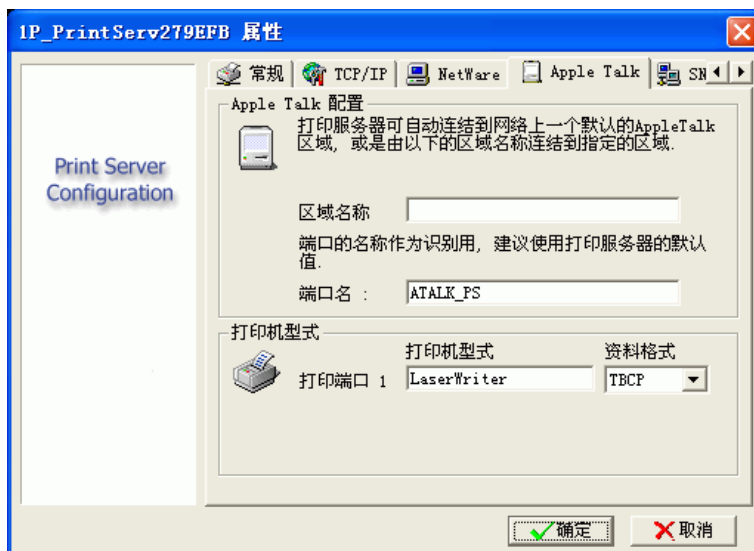 1P_PrintServ279EFB 属性
常规
TCP/IP
NetWare
Apple Talk
SN
Print Server
Configuration
Apple Talk 配置
打印服务器可自动连结到网络上一个默认的AppleTalk
区域, 或是由以下的区域名称连结到指定的区域.
区域名称
端口的名称作为识别用, 建议使用打印服务器的默认
值.
端口名 : ATALK_PS
打印机型式
打印机型式 资料格式
打印端口 1 LaserWriter TBCP
确定 取消